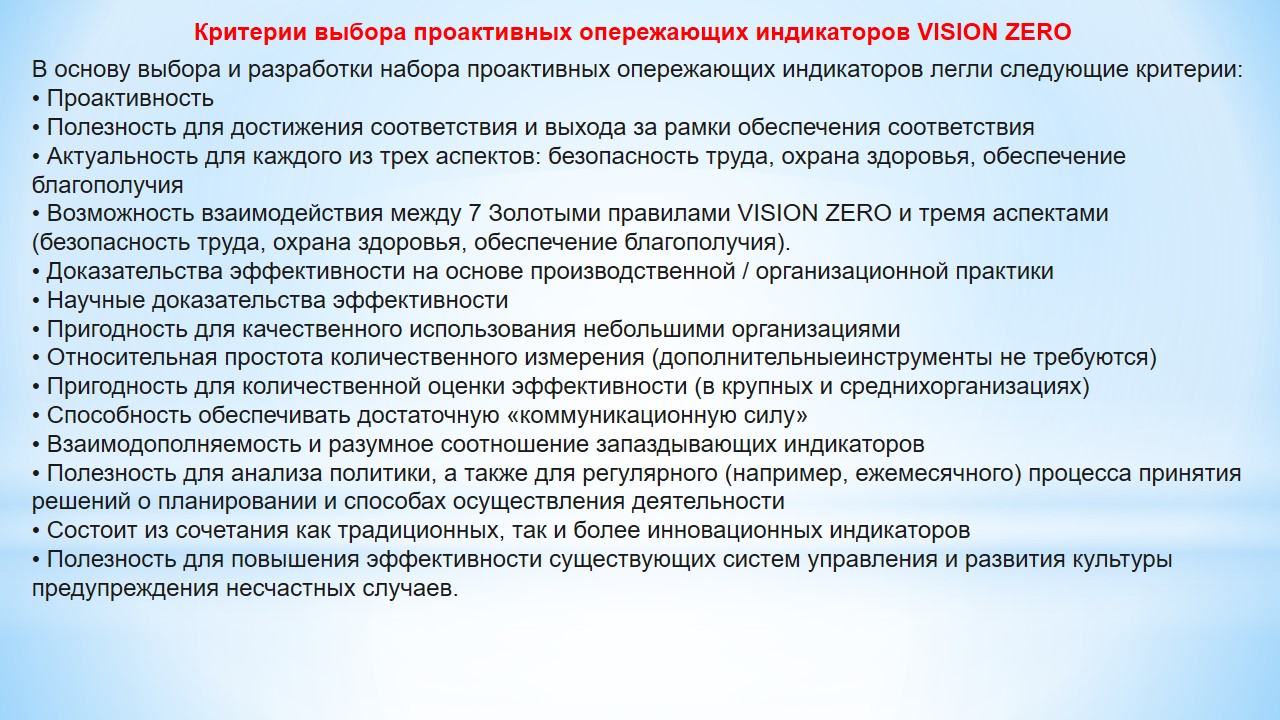 Критерии выбора проактивных опережающих индикаторов VISION ZERO
В основу выбора и разработки набора проактивных опережающих индикаторов легли следующие критерии:
• Проактивность
• Полезность для достижения соответствия и выхода за рамки обеспечения соответствия
• Актуальность для каждого из трех аспектов: безопасность труда, охрана здоровья, обеспечение
благополучия
• Возможность взаимодействия между 7 Золотыми правилами VISION ZERO и тремя аспектами
(безопасность труда, охрана здоровья, обеспечение благополучия).
• Доказательства эффективности на основе производственной / организационной практики
• Научные доказательства эффективности
• Пригодность для качественного использования небольшими организациями
• Относительная простота количественного измерения (дополнительныеинструменты не требуются)
• Пригодность для количественной оценки эффективности (в крупных и среднихорганизациях)
• Способность обеспечивать достаточную «коммуникационную силу»
• Взаимодополняемость и разумное соотношение запаздывающих индикаторов
• Полезность для анализа политики, а также для регулярного (например, ежемесячного) процесса принятия
решений о планировании и способах осуществления деятельности
• Состоит из сочетания как традиционных, так и более инновационных индикаторов
• Полезность для повышения эффективности существующих систем управления и развития культуры
предупреждения несчастных случаев.